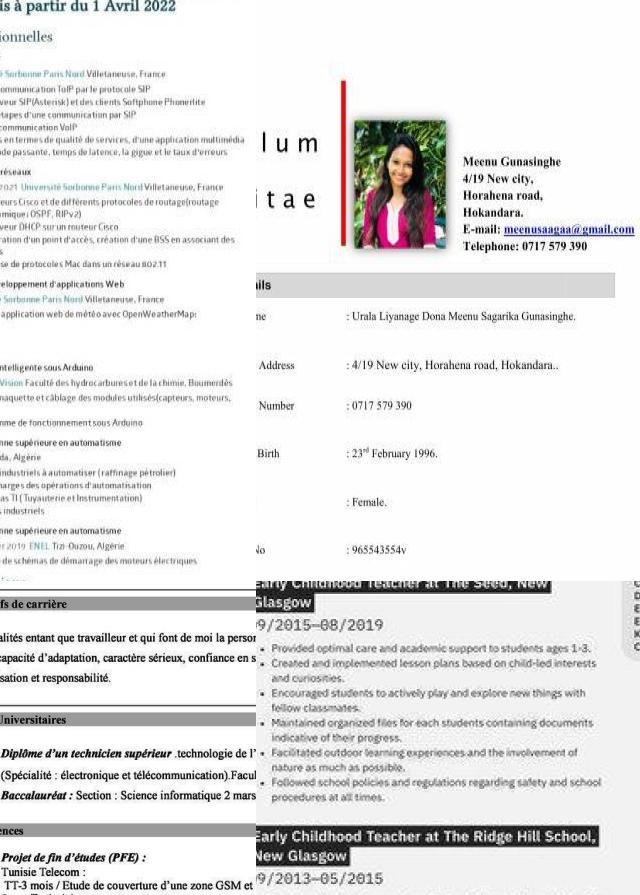 is à partir du 1 Avril 2022
ionnelles
é Sorbonne Paris Nord Villetaneuse, France
ommunication ToIP par le protocole SIP
veur SIP(Asterisk) et des clients Softphone Phonerlite
tapes d'une communication par SIP
communication VoIP
s en termes de qualité de services, d'une application multimédia
de passante, temps de latence, la gigue et le taux d'erreurs
réseaux
2021 Université Sorbonne Paris Nord Villetaneuse, France
eurs Cisco et de différents protocoles de routage(routage
amique : OSPF, RIPv2)
veur DHCP sur un routeur Cisco
ration d'un point d'accès, création d'une BSS en associant des
s
se de protocoles Mac dans un réseau 802.11
veloppement d'applications Web
é Sorbonne Paris Nord Villetaneuse, France
application web de météo avec OpenWeatherMap:
ntelligente sous Arduino
Vision Faculté des hydrocarbures et de la chimie, Boumerdès
maquette et câblage des modules utilisés(capteurs, moteurs,
mme de fonctionnement sous Arduino
nne supérieure en automatisme
da, Algérie
industriels à automatiser (raffinage pétrolier)
harges des opérations d'automatisation
as TI (Tuyauterie et Instrumentation)
s industriels
nne supérieure en automatisme
r 2019 ENEL Tizi-Ouzou, Algérie
de schémas de démarrage des moteurs électriques
lum
itae
Meenu Gunasinghe
4/19 New city,
Horahena road,
Hokandara.
E-mail: meenusaagaa@gmail.com
Telephone: 0717 579 390
ails
ne : Urala Liyanage Dona Meenu Sagarika Gunasinghe.
Address : 4/19 New city, Horahena road, Hokandara..
Number : 0717 579 390
Birth : 23rd February 1996.
: Female.
No : 965543554v
fs de carrière
alités entant que travailleur et qui font de moi la person
capacité d'adaptation, caractère sérieux, confiance en s
sation et responsabilité.
Universitaires
Diplôme d'un technicien supérieur .technologie de l'
(Spécialité : électronique et télécommunication).Facul
Baccalauréat : Section : Science informatique 2 mars
ences
Projet de fin d'études (PFE) :
Tunisie Telecom :
TT-3 mois / Etude de couverture d'une zone GSM et
Early Childhood Teacher at The Seed, New
Glasgow
09/2015–08/2019
• Provided optimal care and academic support to students ages 1-3.
• Created and implemented lesson plans based on child-led interests
and curiosities.
• Encouraged students to actively play and explore new things with
fellow classmates.
• Maintained organized files for each students containing documents
indicative of their progress.
• Facilitated outdoor learning experiences and the involvement of
nature as much as possible.
• Followed school policies and regulations regarding safety and school
procedures at all times.
Early Childhood Teacher at The Ridge Hill School,
New Glasgow
09/2013–05/2015